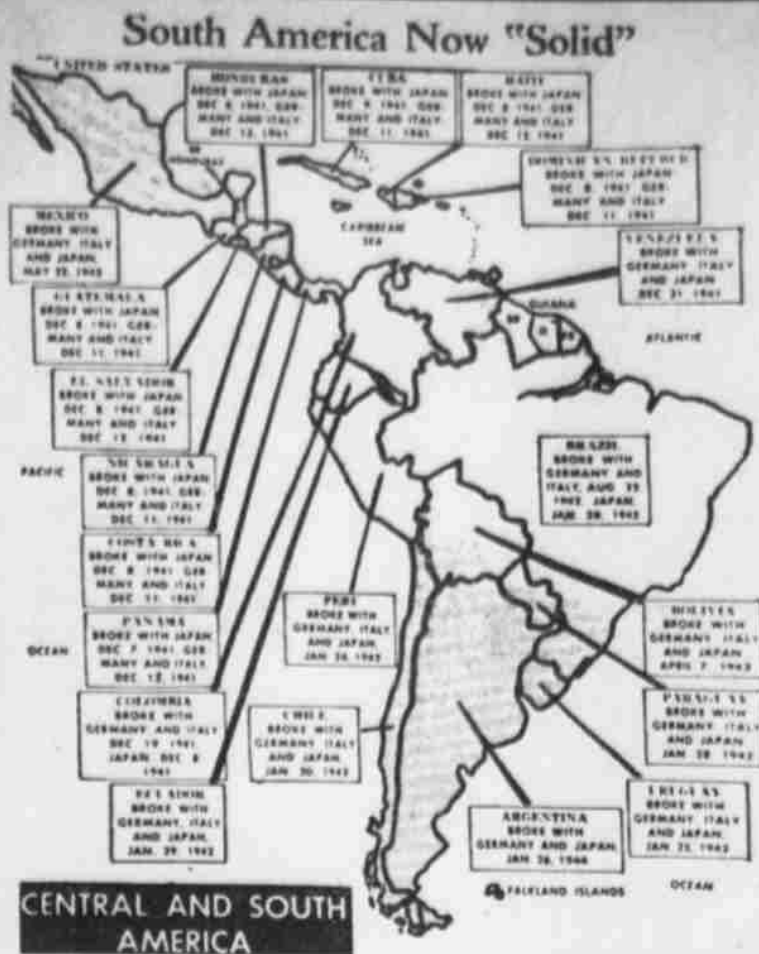 South America Now "Solid"
UNITED STATES
HONDURAS
BROKE WITH JAPAN
DEC 8 1941 GER-
MANY AND ITALY
DEC 13, 1941
CUBA
BROKE WITH JAPAN
DEC 9 1941 GER-
MANY AND ITALY
DEC 11, 1941
HAITI
BROKE WITH JAPAN
DEC 8 1941 GER
MANY AND ITALY
DEC 12 1941
DOMINICAN REPUBLIC
BROKE WITH JAPAN
DEC 8, 1941 GER-
MANY AND ITALY
DEC 11, 1941
HONDURAS
CARIBBEAN
SEA
MEXICO
BROKE WITH
GERMANY ITALY
AND JAPAN,
MAY 22, 1942
VENEZUELA
BROKE WITH
GERMANY ITALY
AND JAPAN
DEC 31, 1941
GUIANA
BR
D
FR
ATLANTIC
GUATEMALA
BROKE WITH JAPAN
DEC 8 1941 GER-
MANY AND ITALY
DEC 11, 1941
EL SALVADOR
BROKE WITH JAPAN
DEC 8, 1941 GER
MANY AND ITALY
DEC 12, 1941
PACIFIC
NICARAGUA
BROKE WITH JAPAN
DEC 8, 1941, GER-
MANY AND ITALY
DEC 11, 1941
BRAZIL
BROKE WITH
GERMANY AND
ITALY, AUG 22,
1942 JAPAN,
JAN 28, 1942
COSTA RICA
BROKE WITH JAPAN
DEC 8 1941 GER
MANY AND ITALY
DEC 11, 1941
OCEAN
PANAMA
BROKE WITH JAPAN
DEC 7 1941 GER
MANY AND ITALY
DEC 12, 1941
PERU
BROKE WITH
GERMANY, ITALY
AND JAPAN,
JAN 24, 1942
BOLIVIA
BROKE WITH
GERMANY ITALY
AND JAPAN
APRIL 7 1943
COLOMBIA
BROKE WITH
GERMANY AND ITALY
DEC 19 1941,
JAPAN DEC 8
1941
CHILE
BROKE WITH
GERMANY ITALY
AND JAPAN
JAN 20, 1943
PARAGUAY
BROKE WITH
GERMANY ITALY
AND JAPAN
JAN 28 1942
ECUADOR
BROKE WITH
GERMANY, ITALY
AND JAPAN,
JAN. 29, 1942
ARGENTINA
BROKE WITH
GERMANY AND JAPAN,
JAN 26, 1944
URUGUAY
BROKE WITH
GERMANY, ITALY
AND JAPAN,
JAN 25, 1942
FALKLAND ISLANDS
OCEAN
CENTRAL AND SOUTH
AMERICA